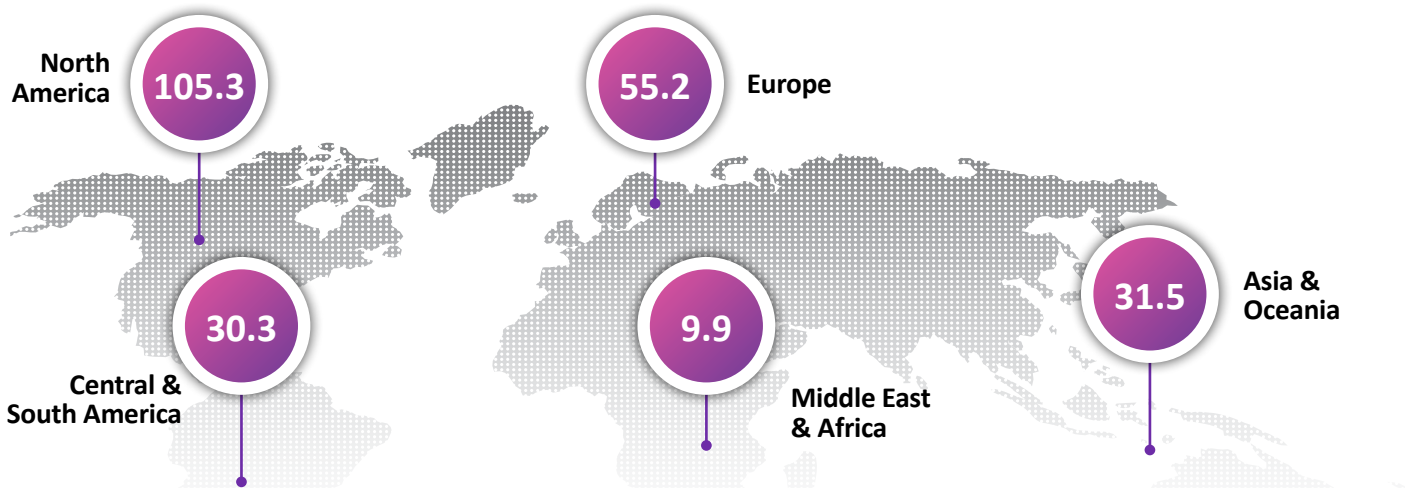 North
America
105.3
55.2
Europe
30.3
Central &
South America
9.9
Middle East
& Africa
31.5
Asia &
Oceania